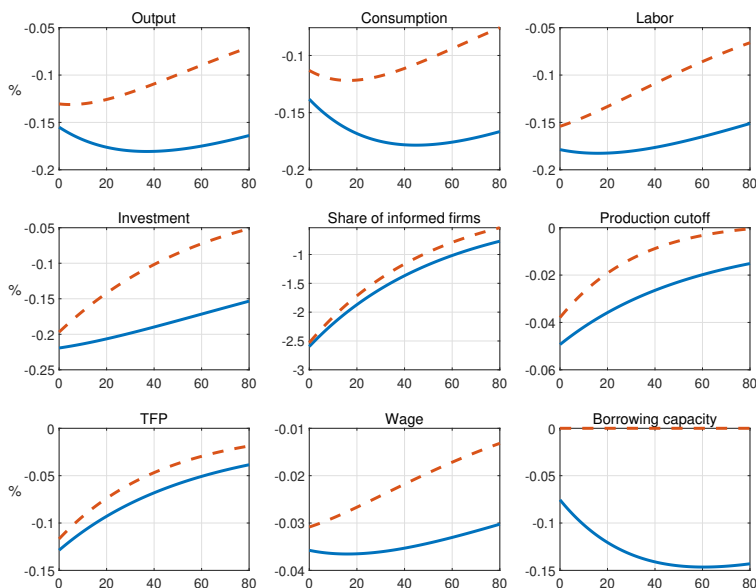 Output Consumption Labor
-0.05 -0.1 -0.15 -0.2
%
0 20 40 60 80
-0.1 -0.15 -0.2
0 20 40 60 80
-0.05 -0.1 -0.15 -0.2
0 20 40 60 80
Investment Share of informed firms Production cutoff
-0.05 -0.1 -0.15 -0.2 -0.25
%
0 20 40 60 80
-1 -1.5 -2 -2.5 -3
0 20 40 60 80
0 -0.02 -0.04 -0.06
0 20 40 60 80
TFP Wage Borrowing capacity
0 -0.05 -0.1 -0.15
%
0 20 40 60 80
-0.01 -0.02 -0.03 -0.04
0 20 40 60 80
0 -0.05 -0.1 -0.15
0 20 40 60 80